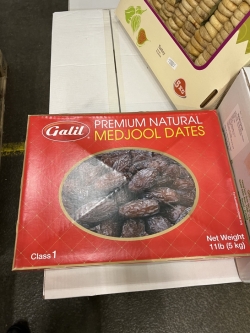 Galil
PREMIUM NATURAL
MEDJOOL DATES
Class 1
Net Weight
11lb (5 kg)